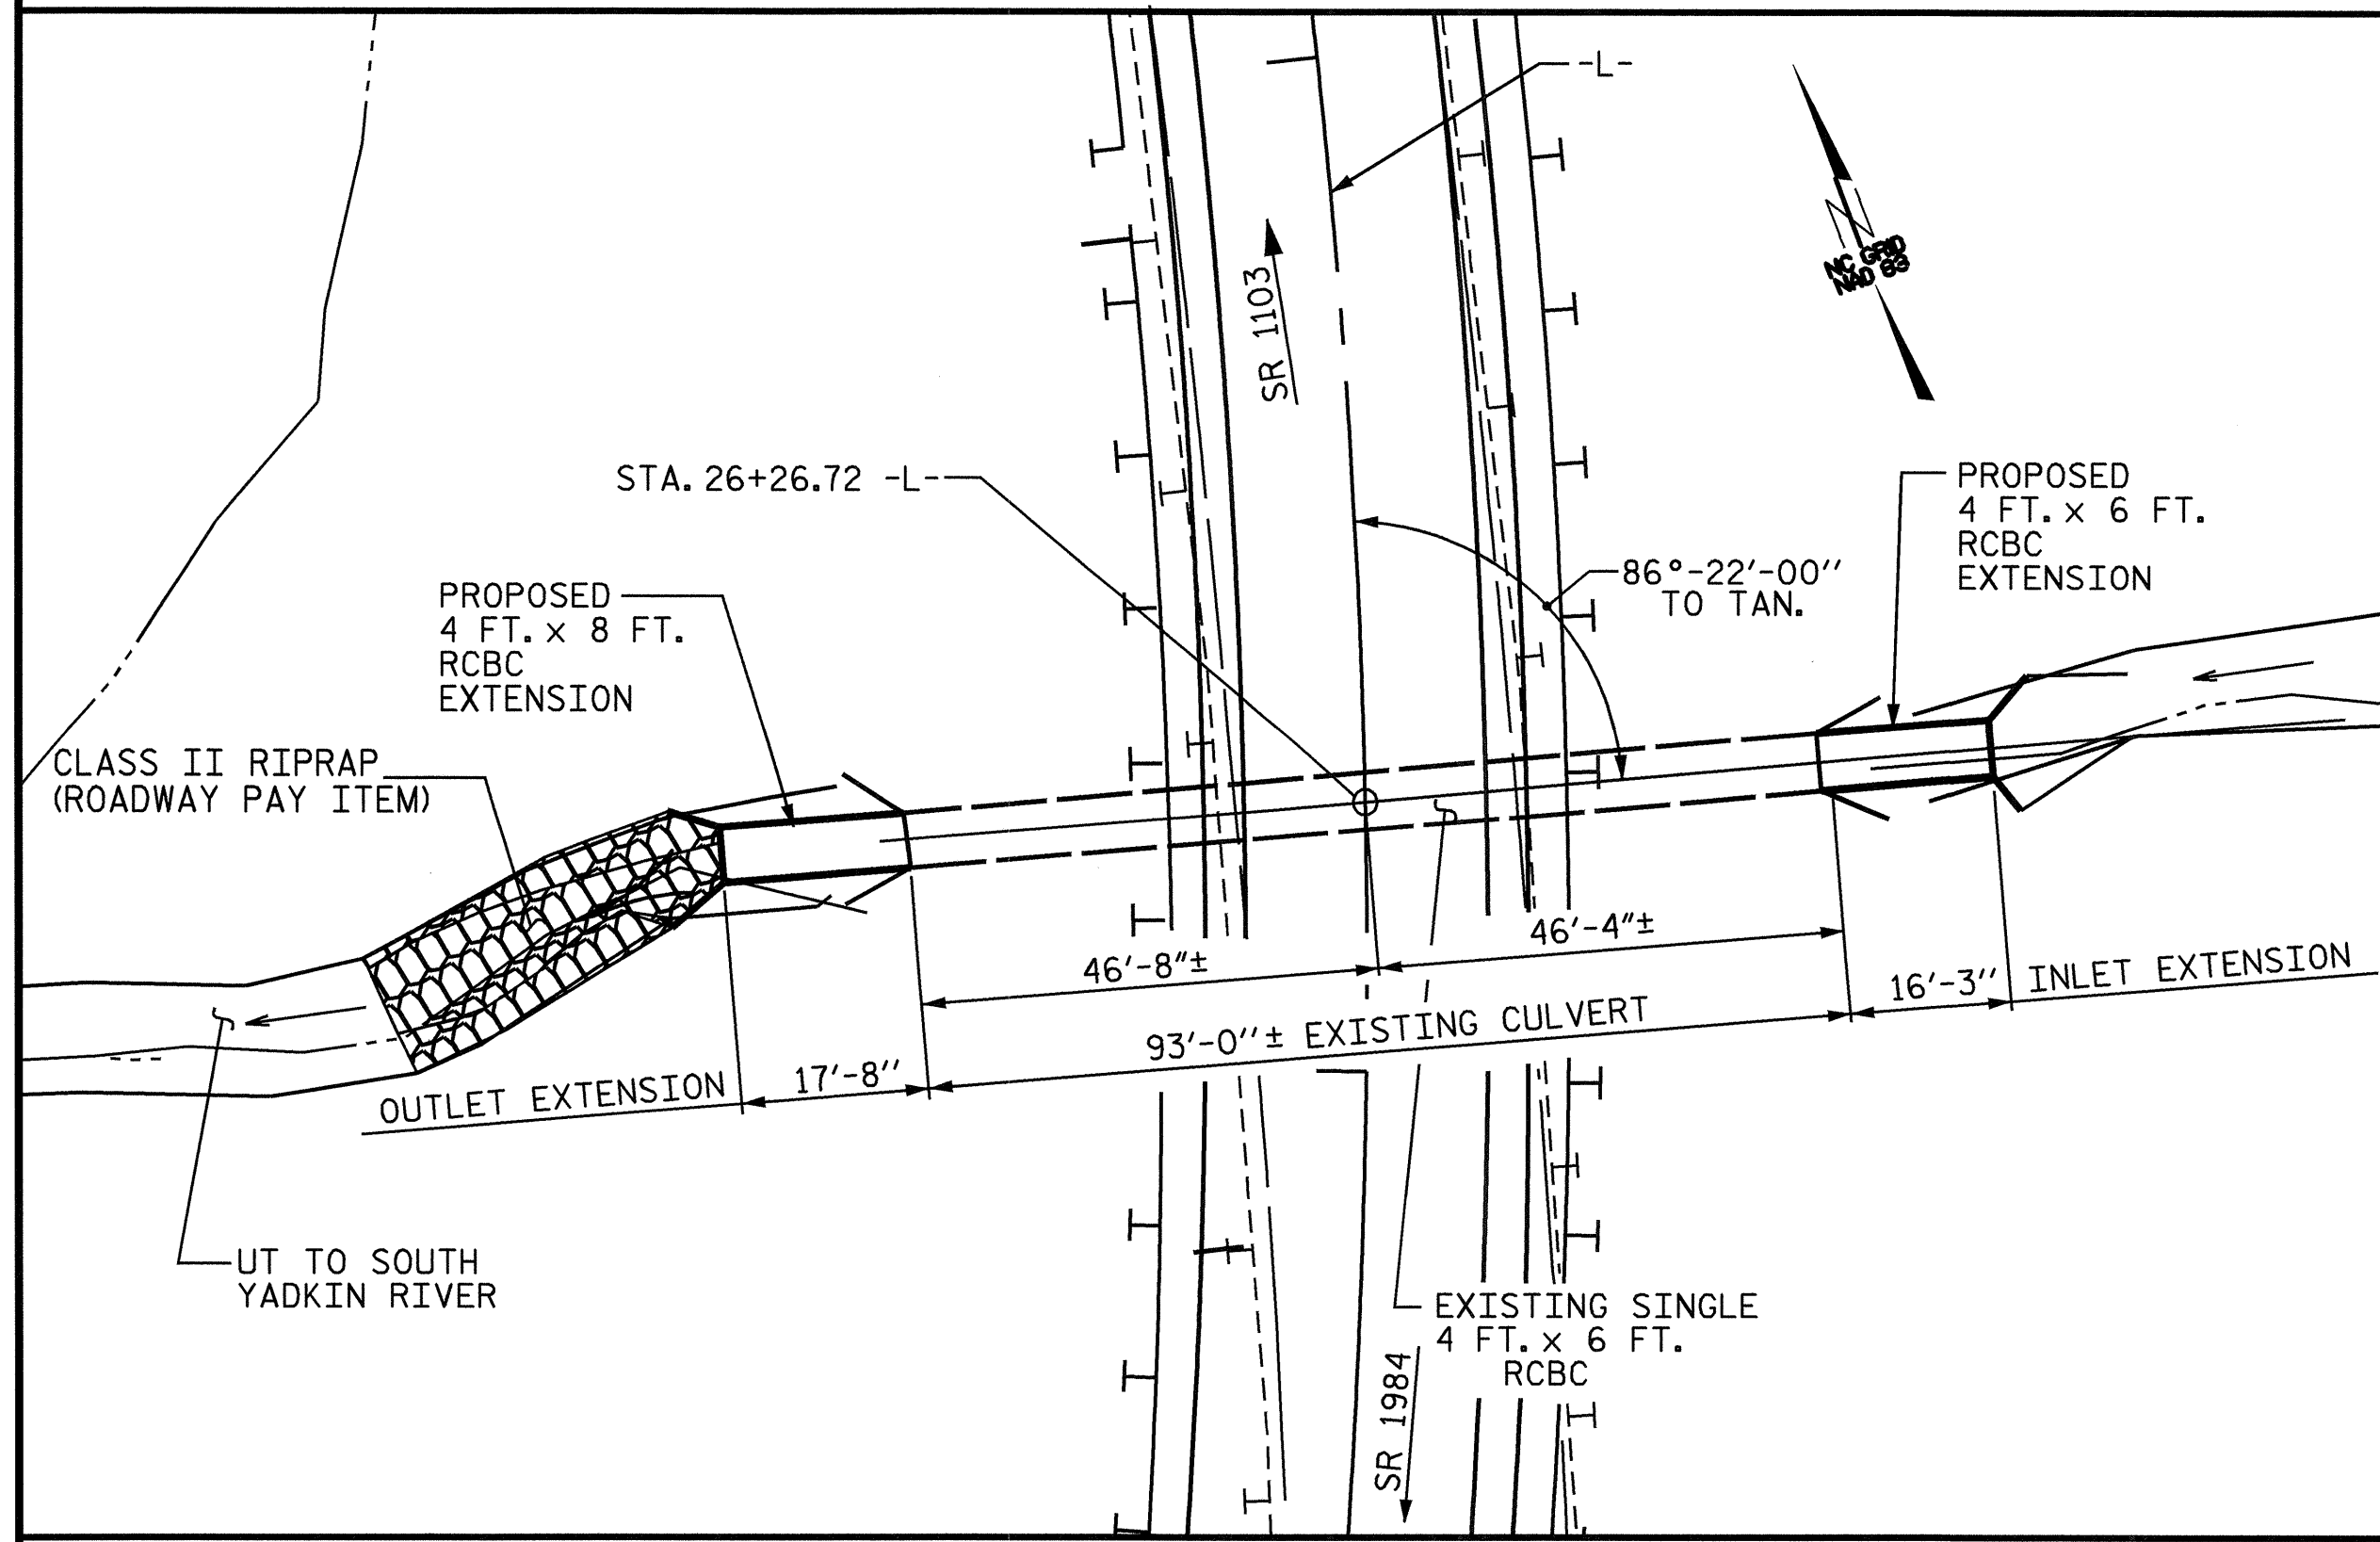 -L-
NC GRID
NAD 83
SR 1103
STA. 26+26.72 -L-
PROPOSED
4 FT. x 6 FT.
RCBC
EXTENSION
86°-22'-00"
TO TAN.
PROPOSED
4 FT. x 8 FT.
RCBC
EXTENSION
CLASS II RIPRAP
(ROADWAY PAY ITEM)
46'-8"±
46'-4"±
93'-0"± EXISTING CULVERT
16'-3"
INLET EXTENSION
OUTLET EXTENSION
17'-8"
UT TO SOUTH
YADKIN RIVER
EXISTING SINGLE
4 FT. x 6 FT.
RCBC
SR 1984